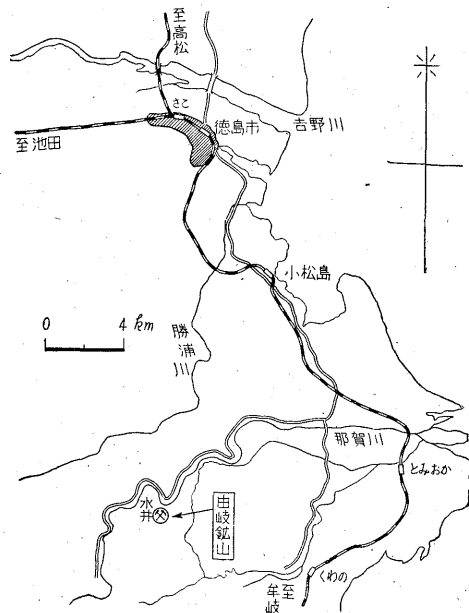 至高松
さこ
徳島市
吉野川
至池田
小松島
0 4 km
勝浦川
那賀川
とみおか
水井
由岐鉱山
くわの
至牟岐